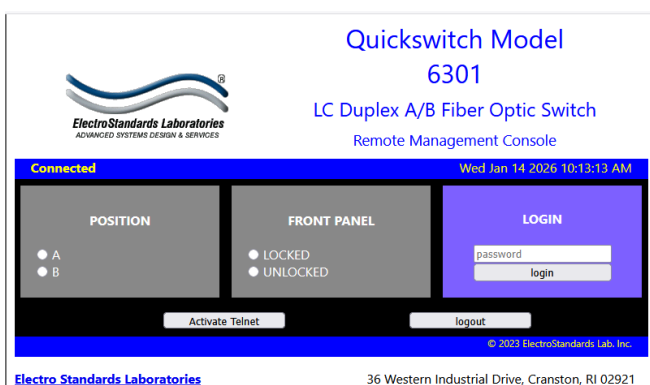 Quickswitch Model
6301
LC Duplex A/B Fiber Optic Switch
Remote Management Console
®
ElectroStandards Laboratories
ADVANCED SYSTEMS DESIGN & SERVICES
Connected
Wed Jan 14 2026 10:13:13 AM
POSITION
A
B
FRONT PANEL
LOCKED
UNLOCKED
LOGIN
password
login
Activate Telnet
logout
© 2023 ElectroStandards Lab. Inc.
Electro Standards Laboratories
36 Western Industrial Drive, Cranston, RI 02921